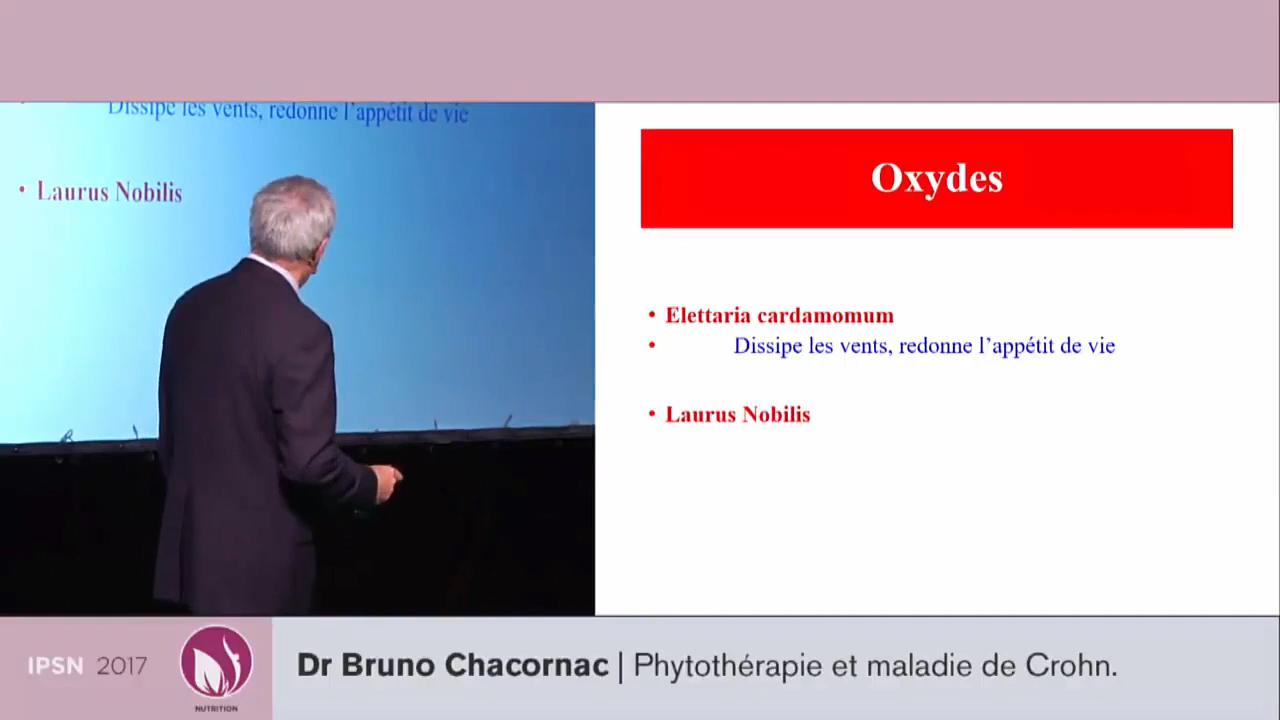 Dissipe les vents, redonne l'appétit de vie
• Laurus Nobilis
Oxydes
• Elettaria cardamomum
• Dissipe les vents, redonne l'appétit de vie
• Laurus Nobilis
IPSN 2017
NUTRITION
Dr Bruno Chacornac | Phytothérapie et maladie de Crohn.